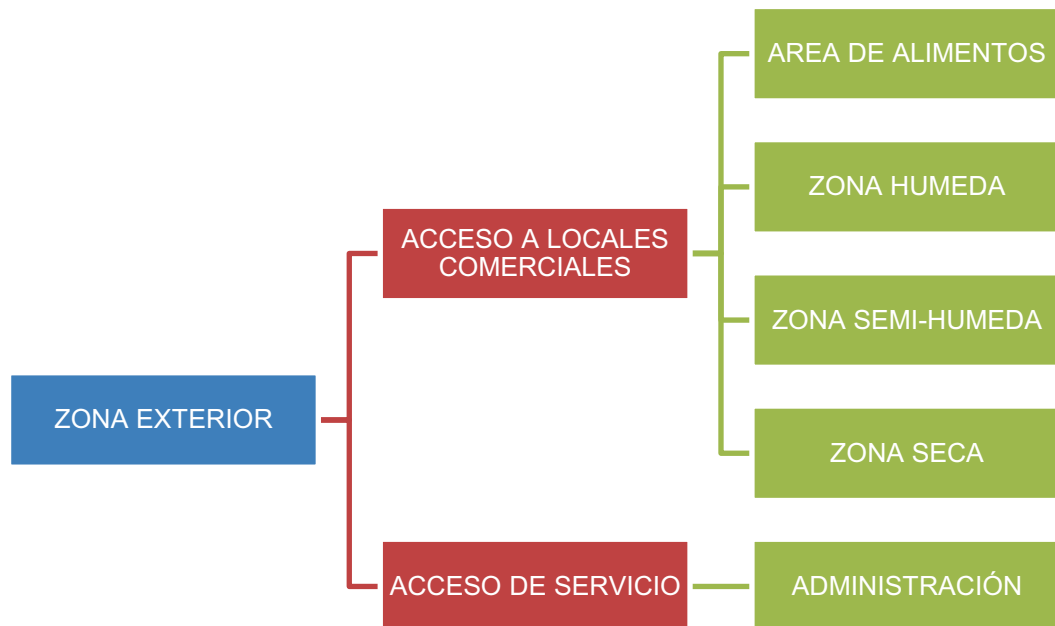 ZONA EXTERIOR
ACCESO A LOCALES
COMERCIALES
AREA DE ALIMENTOS
ZONA HUMEDA
ZONA SEMI-HUMEDA
ZONA SECA
ACCESO DE SERVICIO
ADMINISTRACIÓN